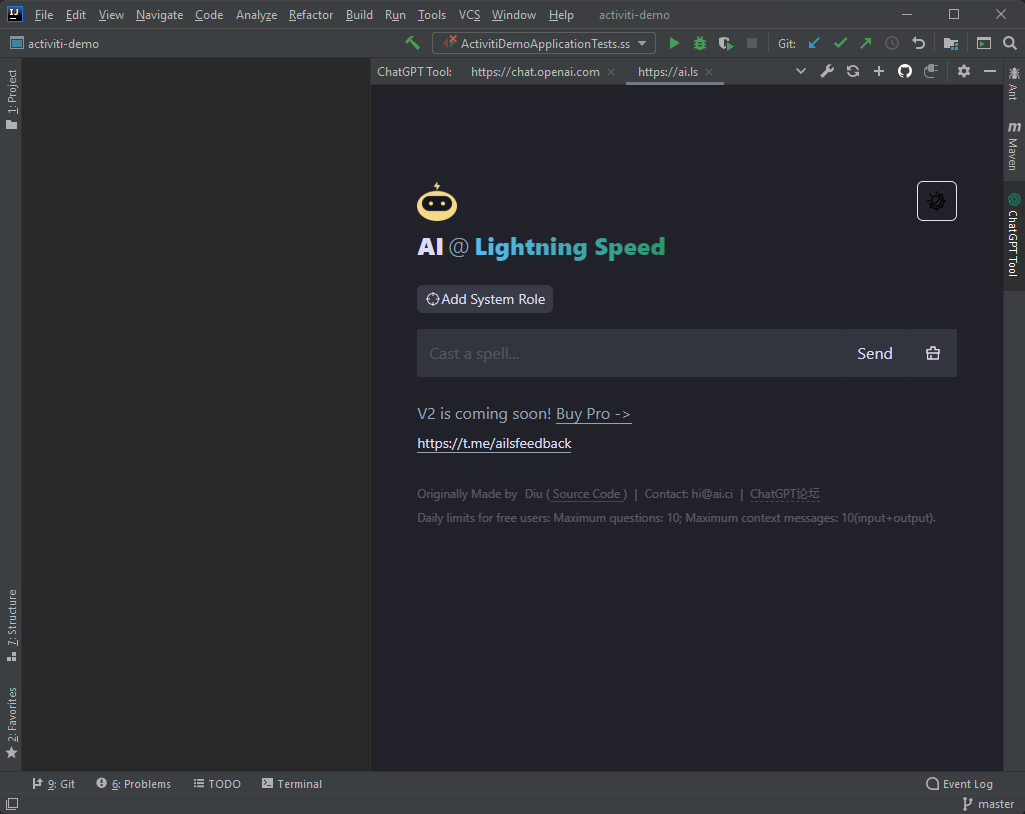 IJ File Edit View Navigate Code Analyze Refactor Build Run Tools VCS Window Help activiti-demo
activiti-demo ActivitiDemoApplicationTests.ss Git:
ChatGPT Tool: https://chat.openai.com https://ai.ls
1: Project
Ant
Maven
ChatGPT Tool
AI @ Lightning Speed
Add System Role
Cast a spell... Send
V2 is coming soon! Buy Pro ->
https://t.me/ailsfeedback
Originally Made by Diu ( Source Code ) | Contact: hi@ai.ci | ChatGPT论坛
Daily limits for free users: Maximum questions: 10; Maximum context messages: 10(input+output).
7: Structure
2: Favorites
9: Git 6: Problems TODO Terminal Event Log
master